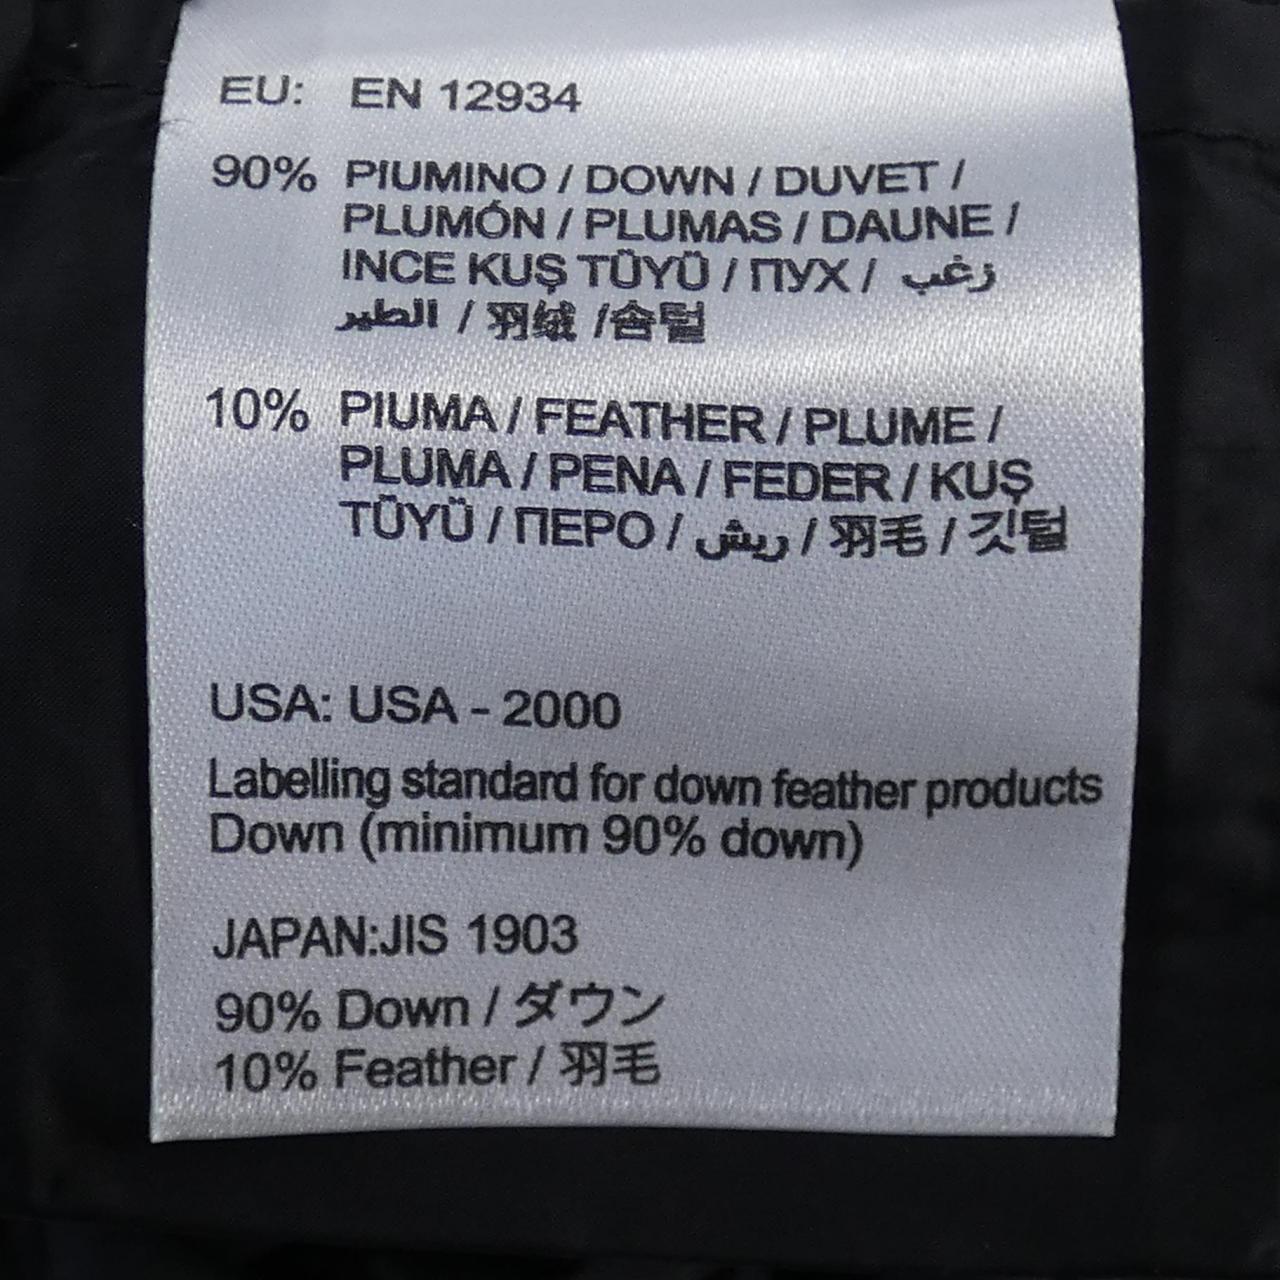 EU: EN 12934
90% PIUMINO / DOWN / DUVET /
PLUMÓN / PLUMAS / DAUNE /
INCE KUŞ TÜYÜ / ПУХ / زغب
الطير / 羽绒 /솜털
10% PIUMA / FEATHER / PLUME /
PLUMA / PENA / FEDER / KUŞ
TÜYÜ / ПЕРО / ريش / 羽毛 / 깃털
USA: USA - 2000
Labelling standard for down feather products
Down (minimum 90% down)
JAPAN:JIS 1903
90% Down / ダウン
10% Feather / 羽毛